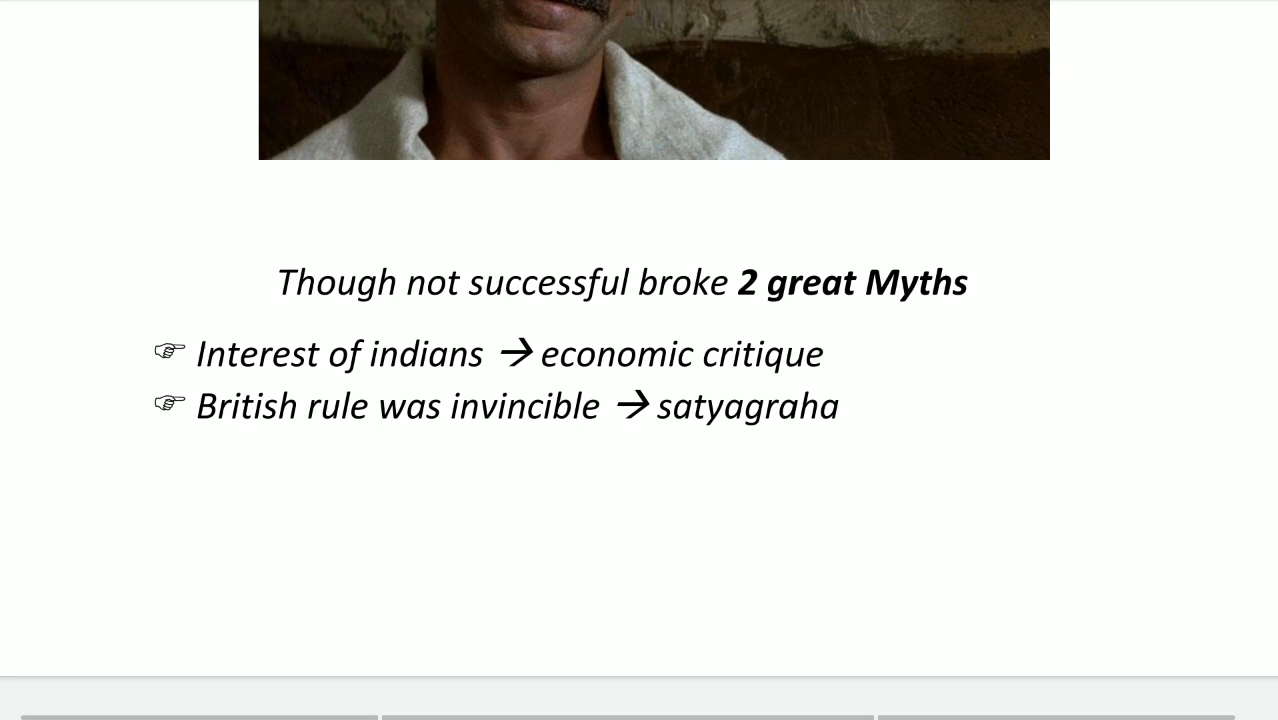 Though not successful broke 2 great Myths
☞ Interest of indians → economic critique
☞ British rule was invincible → satyagraha